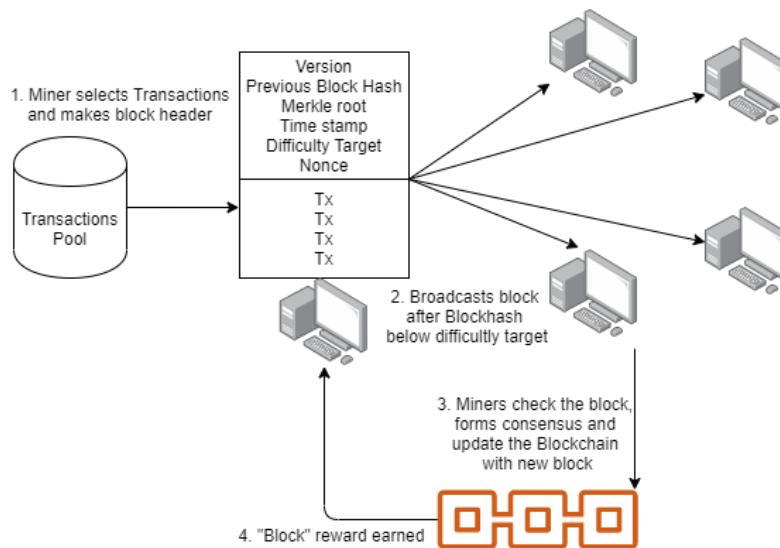 1. Miner selects Transactions
and makes block header
Transactions
Pool
Version
Previous Block Hash
Merkle root
Time stamp
Difficulty Target
Nonce
Tx
Tx
Tx
Tx
2. Broadcasts block
after Blockhash
below difficultly target
3. Miners check the block,
forms consensus and
update the Blockchain
with new block
4. "Block" reward earned